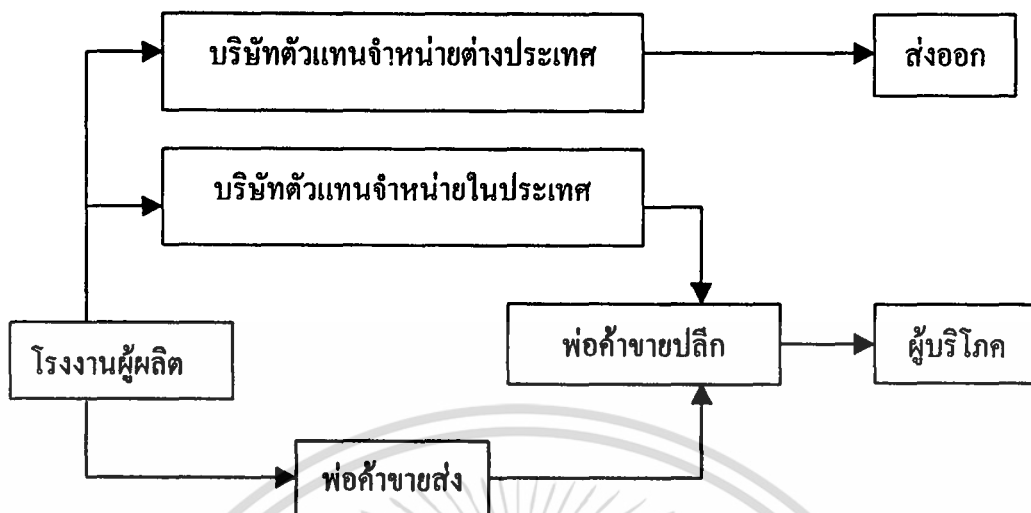 บริษัทตัวแทนจำหน่ายต่างประเทศ
ส่งออก
บริษัทตัวแทนจำหน่ายในประเทศ
โรงงานผู้ผลิต
พ่อค้าขายปลีก
ผู้บริโภค
พ่อค้าขายส่ง